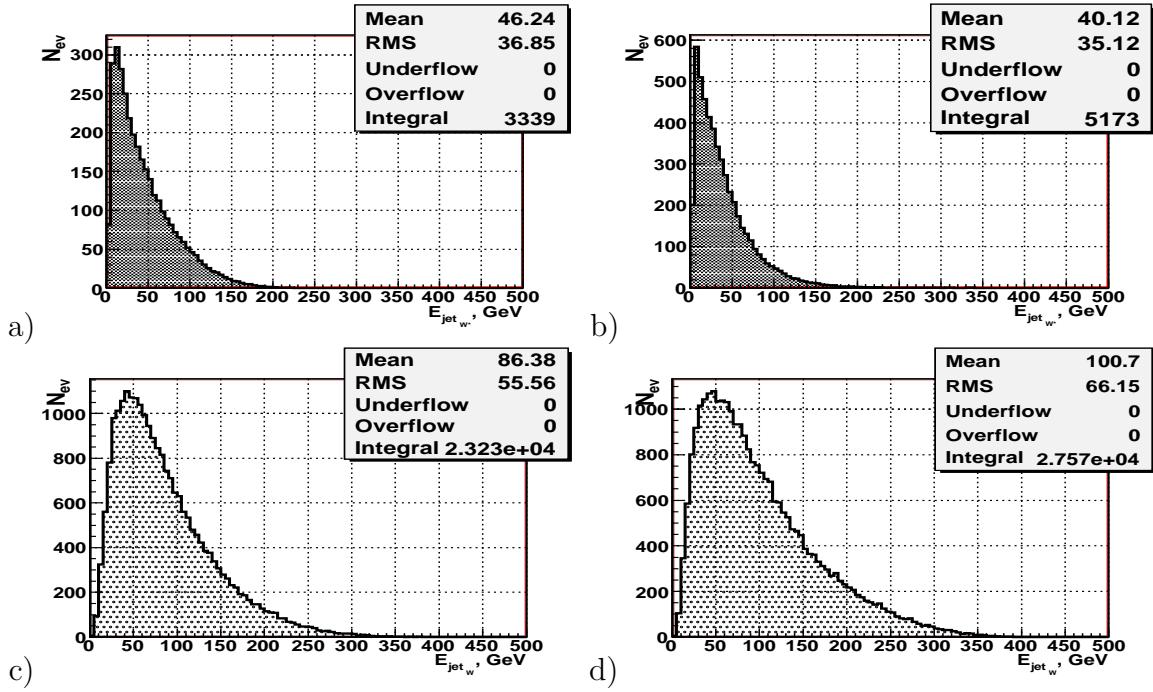 Mean 46.24
RMS 36.85
Underflow 0
Overflow 0
Integral 3339
N_ev
300
250
200
150
100
50
0
0 50 100 150 200 250 300 350 400 450 500
E_jet_w*, GeV
a)
Mean 40.12
RMS 35.12
Underflow 0
Overflow 0
Integral 5173
N_ev
600
500
400
300
200
100
0
0 50 100 150 200 250 300 350 400 450 500
E_jet_w*, GeV
b)
Mean 86.38
RMS 55.56
Underflow 0
Overflow 0
Integral 2.323e+04
N_ev
1000
800
600
400
200
0
0 50 100 150 200 250 300 350 400 450 500
E_jet_w, GeV
c)
Mean 100.7
RMS 66.15
Underflow 0
Overflow 0
Integral 2.757e+04
N_ev
1000
800
600
400
200
0
0 50 100 150 200 250 300 350 400 450 500
E_jet_w, GeV
d)